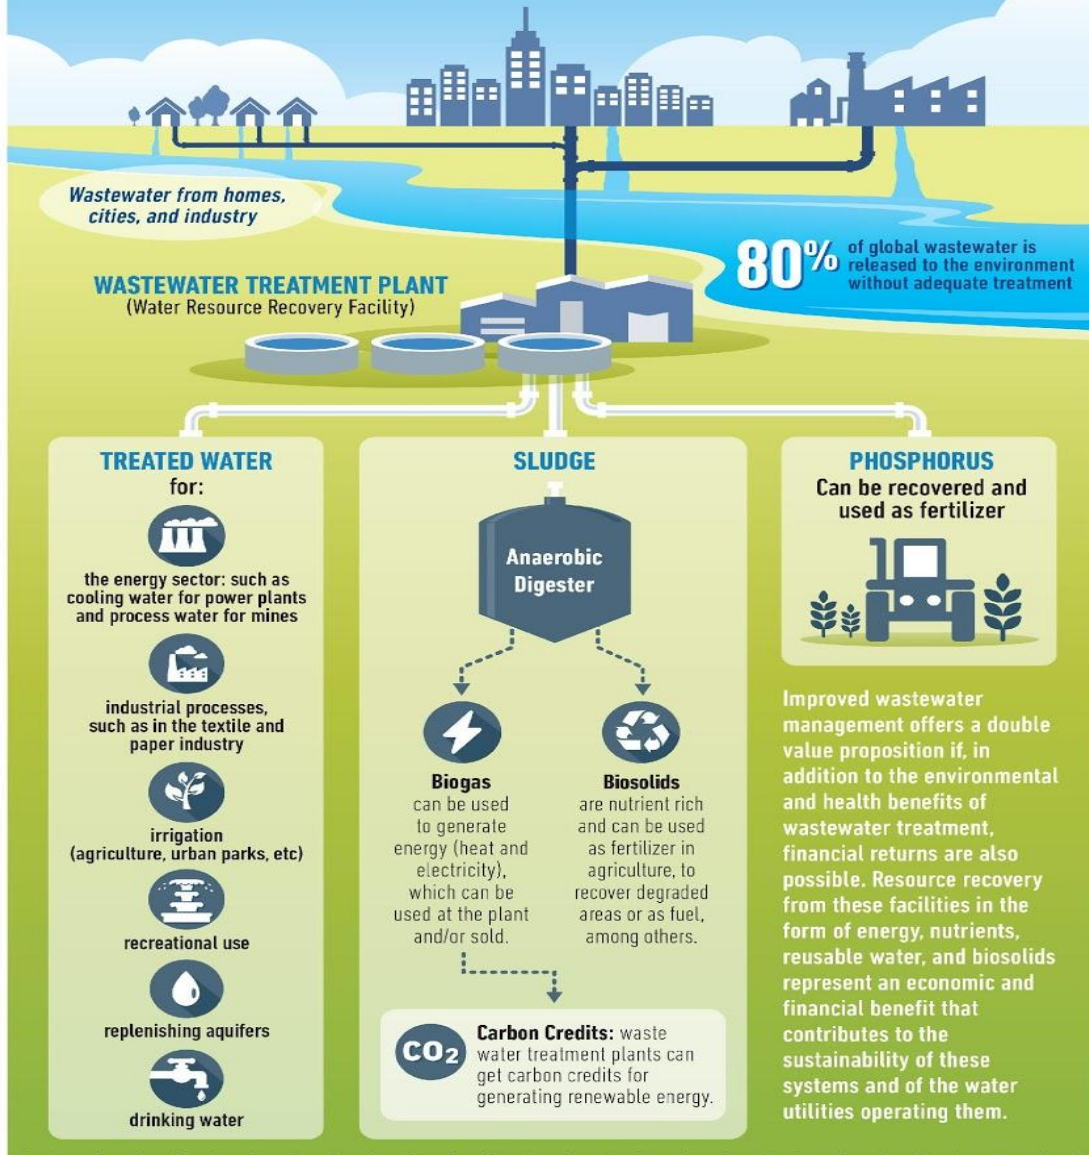 Wastewater from homes,
cities, and industry
80%
of global wastewater is
released to the environment
without adequate treatment
WASTEWATER TREATMENT PLANT
(Water Resource Recovery Facility)
TREATED WATER
for:
the energy sector: such as
cooling water for power plants
and process water for mines
industrial processes,
such as in the textile and
paper industry
irrigation
(agriculture, urban parks, etc)
recreational use
replenishing aquifers
drinking water
SLUDGE
Anaerobic
Digester
Biogas
can be used
to generate
energy (heat and
electricity),
which can be
used at the plant
and/or sold.
Biosolids
are nutrient rich
and can be used
as fertilizer in
agriculture, to
recover degraded
areas or as fuel,
among others.
CO2
Carbon Credits: waste
water treatment plants can
get carbon credits for
generating renewable energy.
PHOSPHORUS
Can be recovered and
used as fertilizer
Improved wastewater
management offers a double
value proposition if, in
addition to the environmental
and health benefits of
wastewater treatment,
financial returns are also
possible. Resource recovery
from these facilities in the
form of energy, nutrients,
reusable water, and biosolids
represent an economic and
financial benefit that
contributes to the
sustainability of these
systems and of the water
utilities operating them.